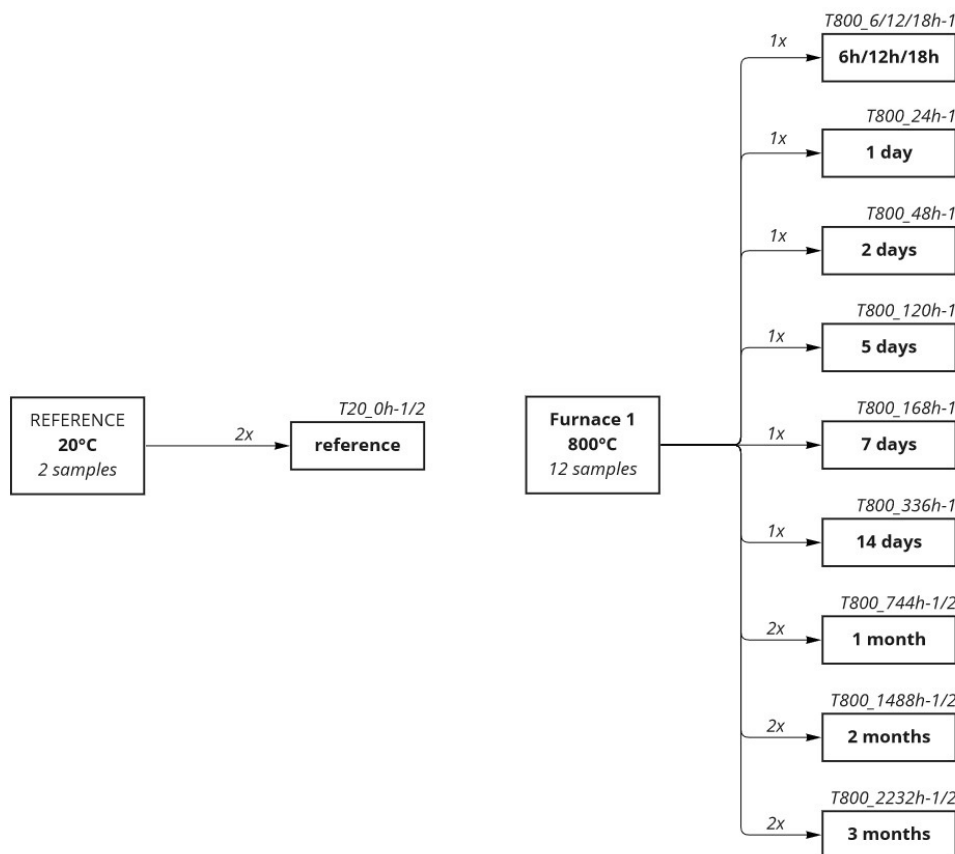 REFERENCE
20°C
2 samples
2x
T20_0h-1/2
reference
Furnace 1
800°C
12 samples
T800_6/12/18h-1
1x
6h/12h/18h
T800_24h-1
1x
1 day
T800_48h-1
1x
2 days
T800_120h-1
1x
5 days
T800_168h-1
1x
7 days
T800_336h-1
1x
14 days
T800_744h-1/2
2x
1 month
T800_1488h-1/2
2x
2 months
T800_2232h-1/2
2x
3 months